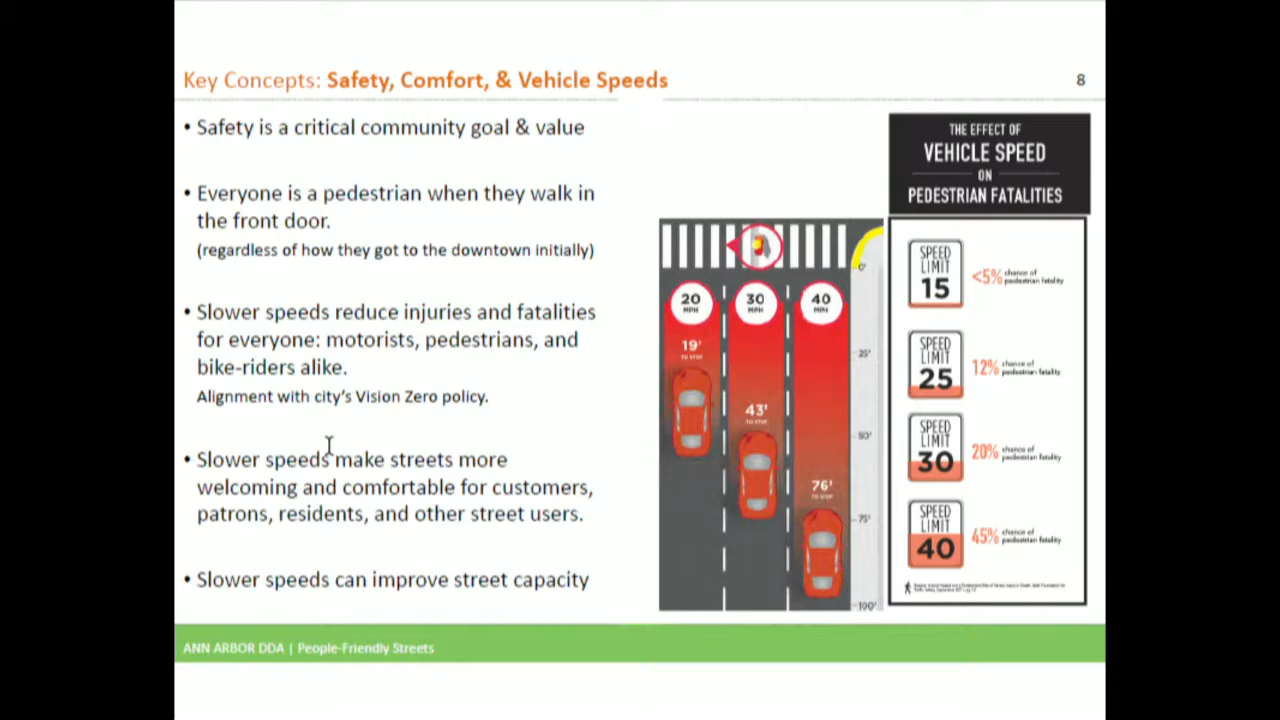 Key Concepts: Safety, Comfort, & Vehicle Speeds
8
• Safety is a critical community goal & value
• Everyone is a pedestrian when they walk in
the front door.
(regardless of how they got to the downtown initially)
• Slower speeds reduce injuries and fatalities
for everyone: motorists, pedestrians, and
bike-riders alike.
Alignment with city's Vision Zero policy.
• Slower speeds make streets more
welcoming and comfortable for customers,
patrons, residents, and other street users.
• Slower speeds can improve street capacity
20
MPH
30
MPH
40
MPH
19'
TO STOP
43'
TO STOP
76'
TO STOP
0'
25'
50'
75'
100'
THE EFFECT OF
VEHICLE SPEED
ON
PEDESTRIAN FATALITIES
SPEED
LIMIT
15
<5% chance of
pedestrian fatality
SPEED
LIMIT
25
12% chance of
pedestrian fatality
SPEED
LIMIT
30
20% chance of
pedestrian fatality
SPEED
LIMIT
40
45% chance of
pedestrian fatality
ANN ARBOR DDA | People-Friendly Streets